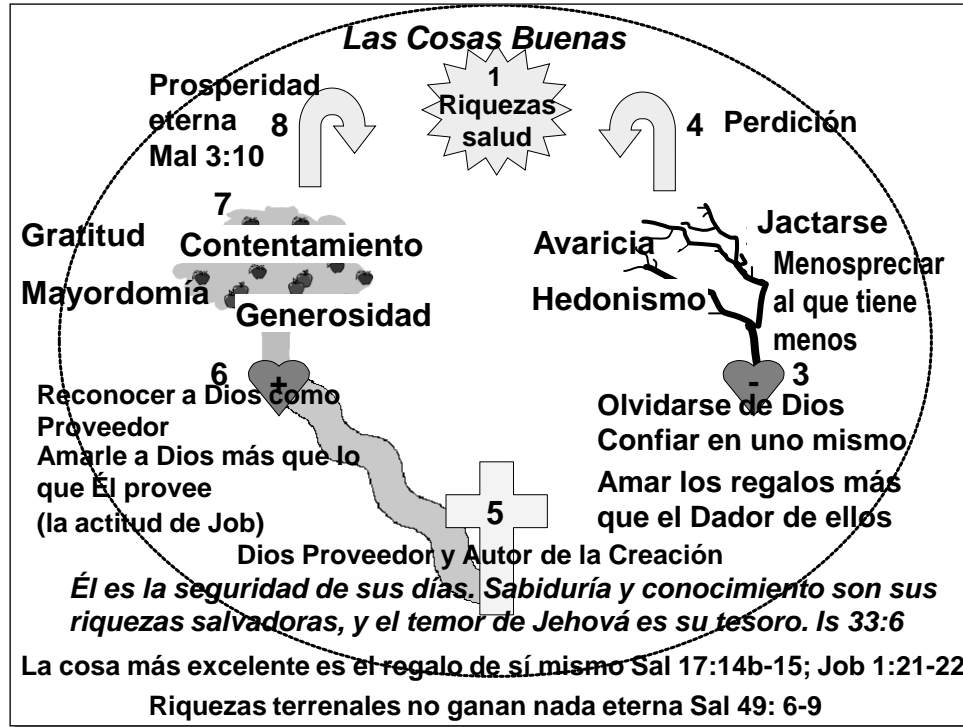 Las Cosas Buenas
1
Riquezas
salud
Prosperidad
eterna
Mal 3:10
8
4
Perdición
7
Gratitud
Contentamiento
Mayordomía
Generosidad
Avaricia
Hedonismo
Jactarse
Menospreciar
al que tiene
menos
6
+
Reconocer a Dios como
Proveedor
Amarle a Dios más que lo
que Él provee
(la actitud de Job)
-
3
Olvidarse de Dios
Confiar en uno mismo
Amar los regalos más
que el Dador de ellos
5
Dios Proveedor y Autor de la Creación
Él es la seguridad de sus días. Sabiduría y conocimiento son sus
riquezas salvadoras, y el temor de Jehová es su tesoro. Is 33:6
La cosa más excelente es el regalo de sí mismo Sal 17:14b-15; Job 1:21-22
Riquezas terrenales no ganan nada eterna Sal 49: 6-9